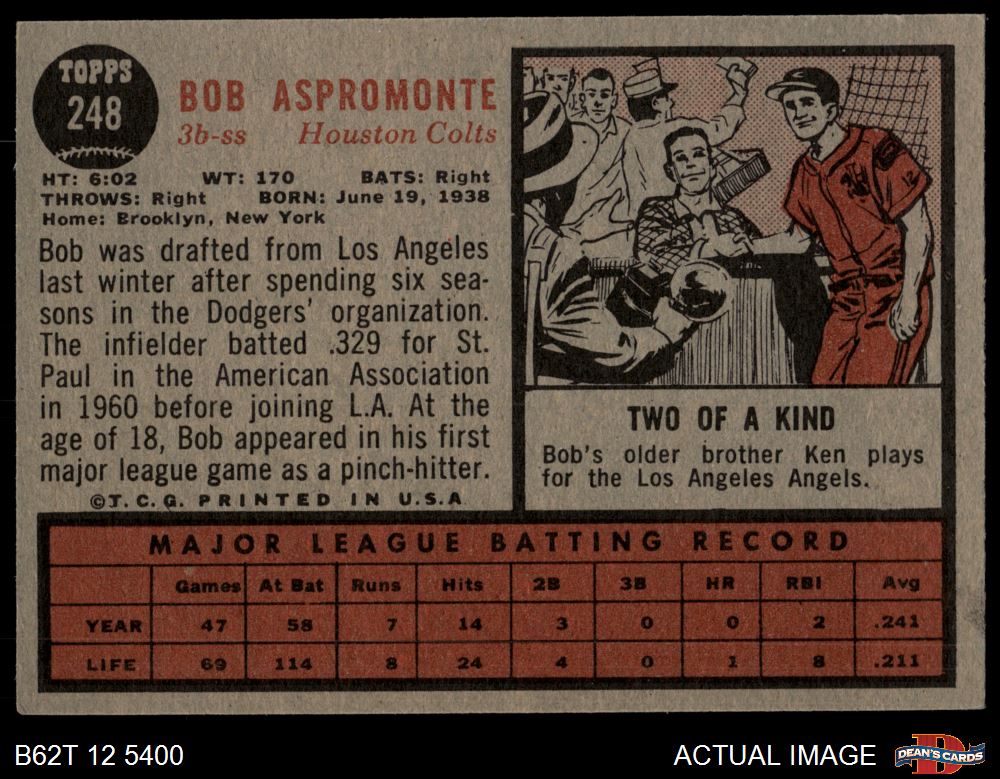 TOPPS
248
BOB ASPROMONTE
3b-ss Houston Colts
HT: 6:02 WT: 170 BATS: Right
THROWS: Right BORN: June 19, 1938
Home: Brooklyn, New York
Bob was drafted from Los Angeles
last winter after spending six sea-
sons in the Dodgers' organization.
The infielder batted .329 for St.
Paul in the American Association
in 1960 before joining L.A. At the
age of 18, Bob appeared in his first
major league game as a pinch-hitter.
©T.C.G. PRINTED IN U.S.A
TWO OF A KIND
Bob's older brother Ken plays
for the Los Angeles Angels.
MAJOR LEAGUE BATTING RECORD
Games At Bat Runs Hits 2B 3B HR RBI Avg
YEAR 47 58 7 14 3 0 0 2 .241
LIFE 69 114 8 24 4 0 1 8 .211
B62T 12 5400
ACTUAL IMAGE
DEAN'S CARDS